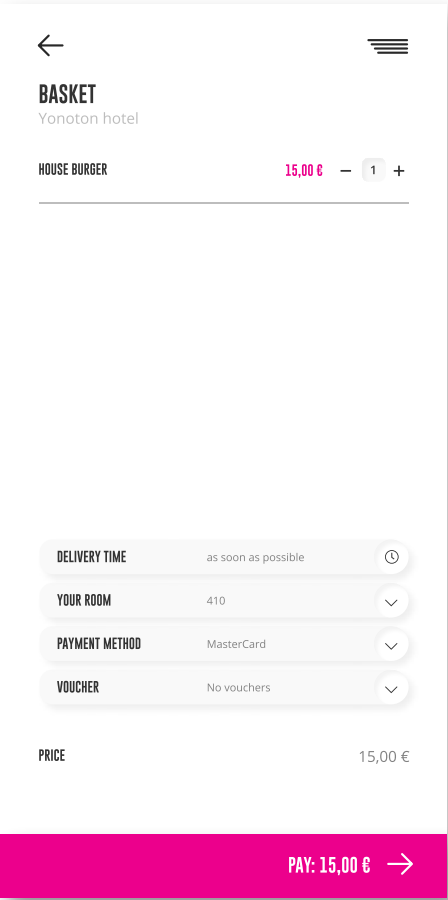 BASKET
Yonoton hotel
HOUSE BURGER 15,00 € − 1 +
DELIVERY TIME as soon as possible
YOUR ROOM 410
PAYMENT METHOD MasterCard
VOUCHER No vouchers
PRICE 15,00 €
PAY: 15,00 €